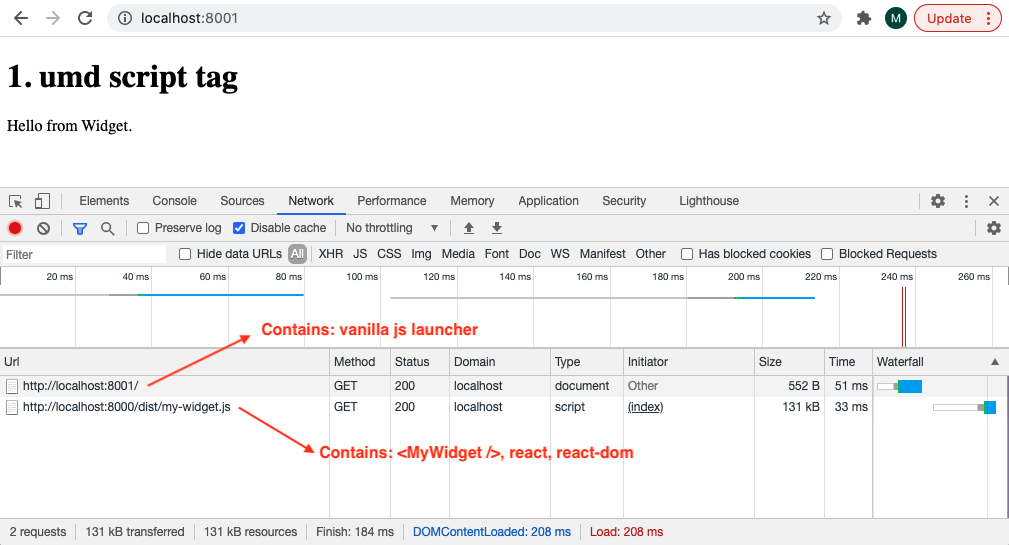 localhost:8001
M
Update
1. umd script tag
Hello from Widget.
Elements Console Sources Network Performance Memory Application Security Lighthouse
Preserve log Disable cache No throttling
Filter Hide data URLs All XHR JS CSS Img Media Font Doc WS Manifest Other Has blocked cookies Blocked Requests
20 ms 40 ms 60 ms 80 ms 100 ms 120 ms 140 ms 160 ms 180 ms 200 ms 220 ms 240 ms 260 ms
Contains: vanilla js launcher
Url Method Status Domain Type Initiator Size Time Waterfall
http://localhost:8001/ GET 200 localhost document Other 552 B 51 ms
http://localhost:8000/dist/my-widget.js GET 200 localhost script (index) 131 kB 33 ms
Contains: <MyWidget />, react, react-dom
2 requests 131 kB transferred 131 kB resources Finish: 184 ms DOMContentLoaded: 208 ms Load: 208 ms